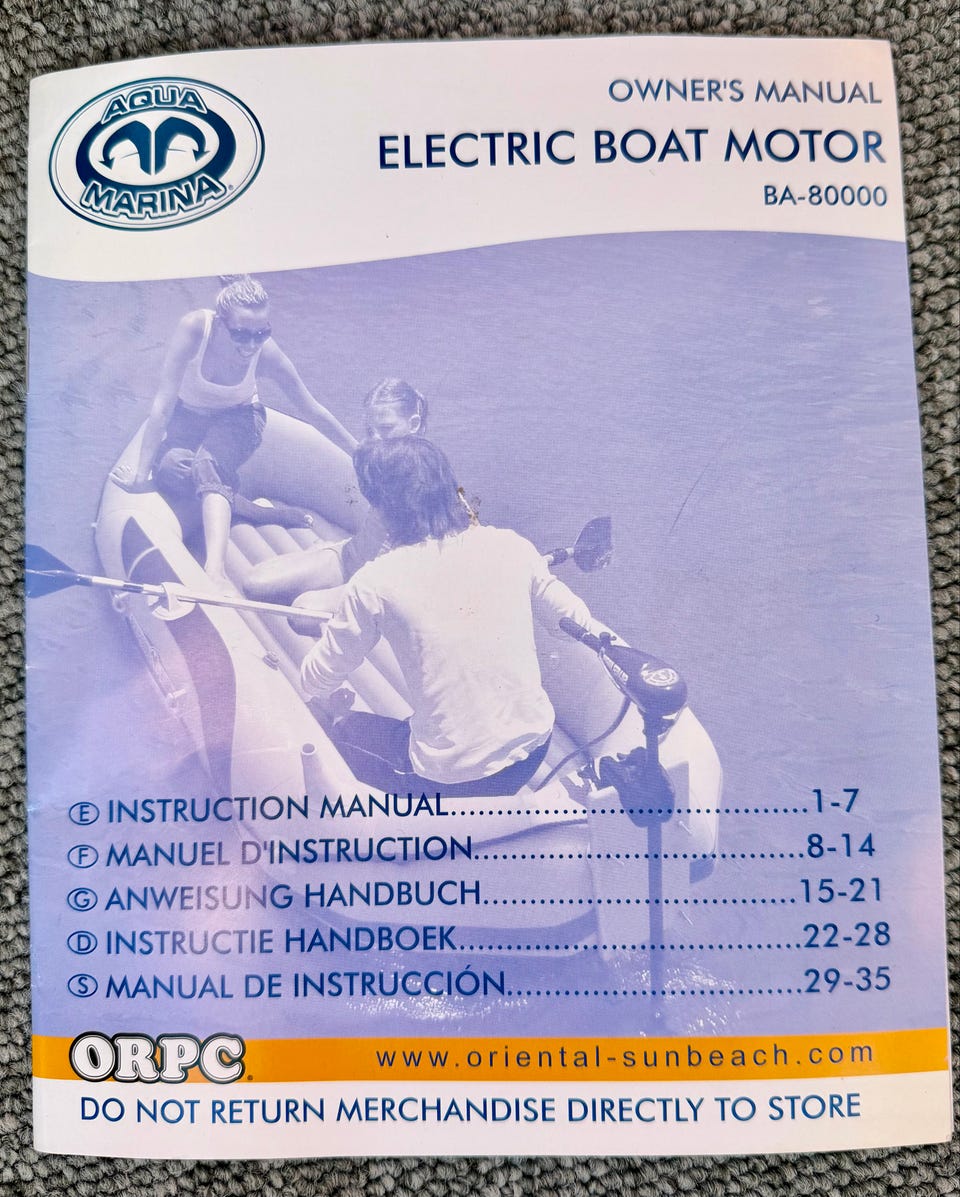 AQUA
MARINA®
OWNER'S MANUAL
ELECTRIC BOAT MOTOR
BA-80000
Ⓔ INSTRUCTION MANUAL............................................1-7
Ⓕ MANUEL D'INSTRUCTION.........................................8-14
Ⓖ ANWEISUNG HANDBUCH.......................................15-21
Ⓓ INSTRUCTIE HANDBOEK..........................................22-28
Ⓢ MANUAL DE INSTRUCCIÓN....................................29-35
ORPC®
www.oriental-sunbeach.com
DO NOT RETURN MERCHANDISE DIRECTLY TO STORE